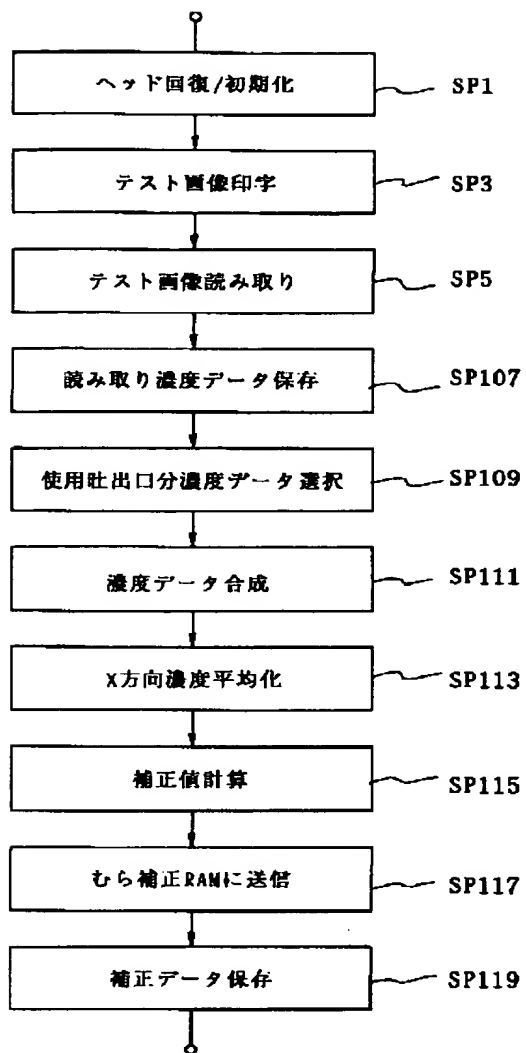 ヘッド回復/初期化 SP1
テスト画像印字 SP3
テスト画像読み取り SP5
読み取り濃度データ保存 SP107
使用吐出口分濃度データ選択 SP109
濃度データ合成 SP111
X方向濃度平均化 SP113
補正値計算 SP115
むら補正RAMに送信 SP117
補正データ保存 SP119